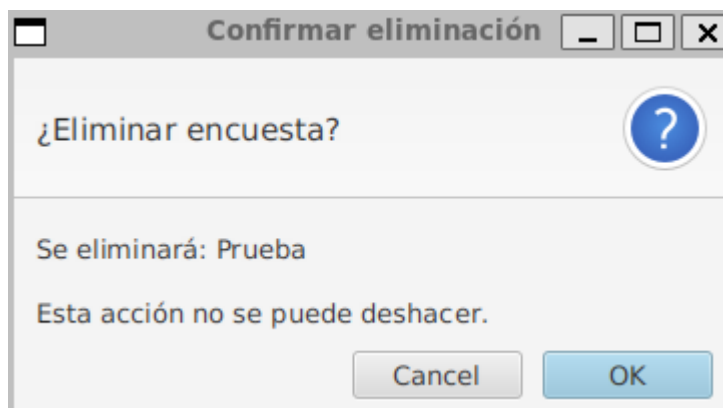 Confirmar eliminación
¿Eliminar encuesta?
?
Se eliminará: Prueba
Esta acción no se puede deshacer.
Cancel OK